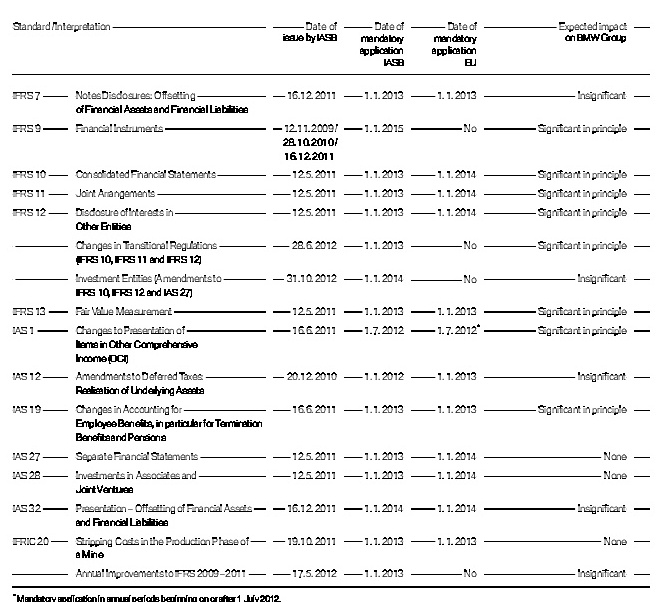 Standard/Interpretation Date of issue by IASB Date of mandatory application IASB Date of mandatory application EU Expected impact on BMW Group
IFRS 7 Notes Disclosures: Offsetting 16.12.2011 1.1.2013 1.1.2013 Insignificant
of Financial Assets and Financial Liabilities
IFRS 9 Financial Instruments 12.11.2009/ 1.1.2015 No Significant in principle
28.10.2010/
16.12.2011
IFRS 10 Consolidated Financial Statements 12.5.2011 1.1.2013 1.1.2014 Significant in principle
IFRS 11 Joint Arrangements 12.5.2011 1.1.2013 1.1.2014 Significant in principle
IFRS 12 Disclosure of Interests in 12.5.2011 1.1.2013 1.1.2014 Significant in principle
Other Entities
Changes in Transitional Regulations 28.6.2012 1.1.2013 No Significant in principle
(IFRS 10, IFRS 11 and IFRS 12)
Investment Entities (Amendments to 31.10.2012 1.1.2014 No Insignificant
IFRS 10, IFRS 12 and IAS 27)
IFRS 13 Fair Value Measurement 12.5.2011 1.1.2013 1.1.2013 Significant in principle
IAS 1 Changes to Presentation of 16.6.2011 1.7.2012 1.7.2012* Significant in principle
Items in Other Comprehensive
Income (OCI)
IAS 12 Amendments to Deferred Taxes: 20.12.2010 1.1.2012 1.1.2013 Insignificant
Realisation of Underlying Assets
IAS 19 Changes in Accounting for 16.6.2011 1.1.2013 1.1.2013 Significant in principle
Employee Benefits, in particular for Termination
Benefits and Pensions
IAS 27 Separate Financial Statements 12.5.2011 1.1.2013 1.1.2014 None
IAS 28 Investments in Associates and 12.5.2011 1.1.2013 1.1.2014 None
Joint Ventures
IAS 32 Presentation – Offsetting of Financial Assets 16.12.2011 1.1.2014 1.1.2014 Insignificant
and Financial Liabilities
IFRIC 20 Stripping Costs in the Production Phase of 19.10.2011 1.1.2013 1.1.2013 None
a Mine
Annual Improvements to IFRS 2009–2011 17.5.2012 1.1.2013 No Insignificant
* Mandatory application in annual periods beginning on or after 1 July 2012.